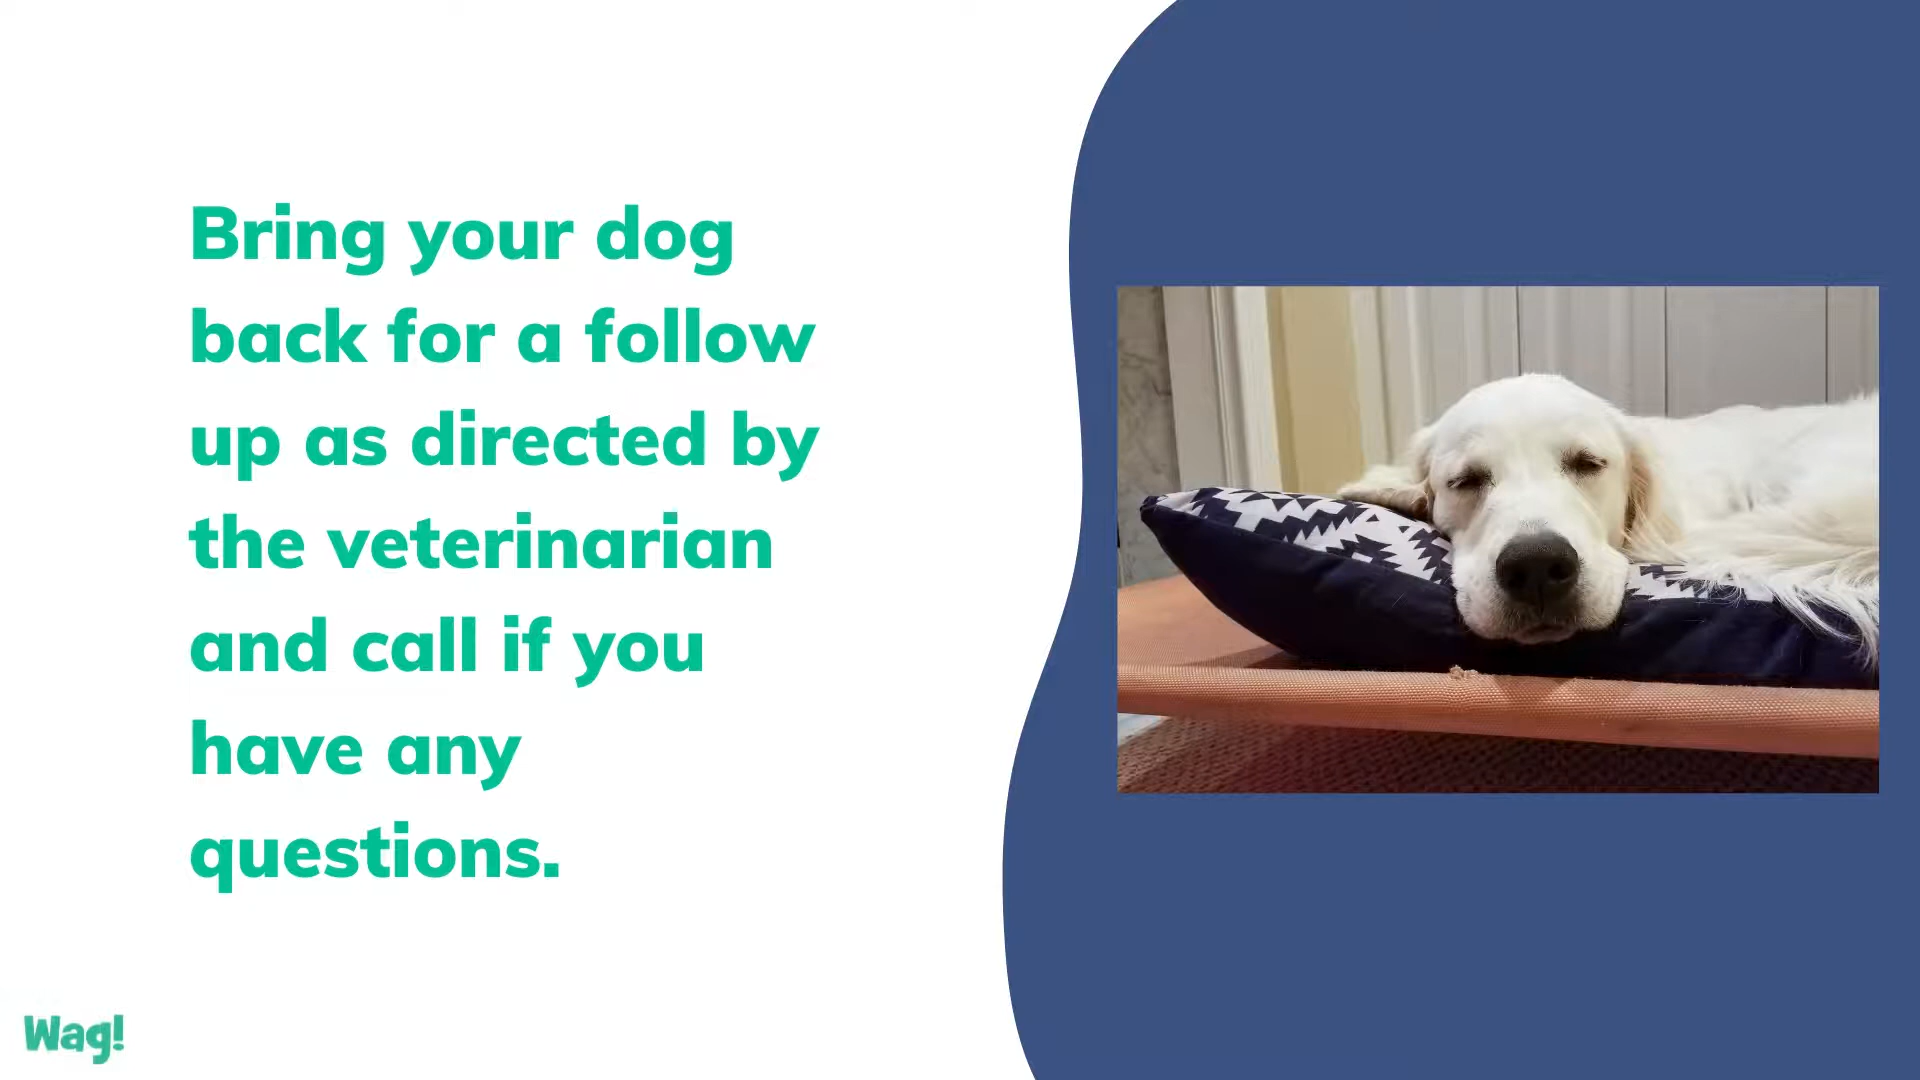 Bring your dog
back for a follow
up as directed by
the veterinarian
and call if you
have any
questions.
Wag!